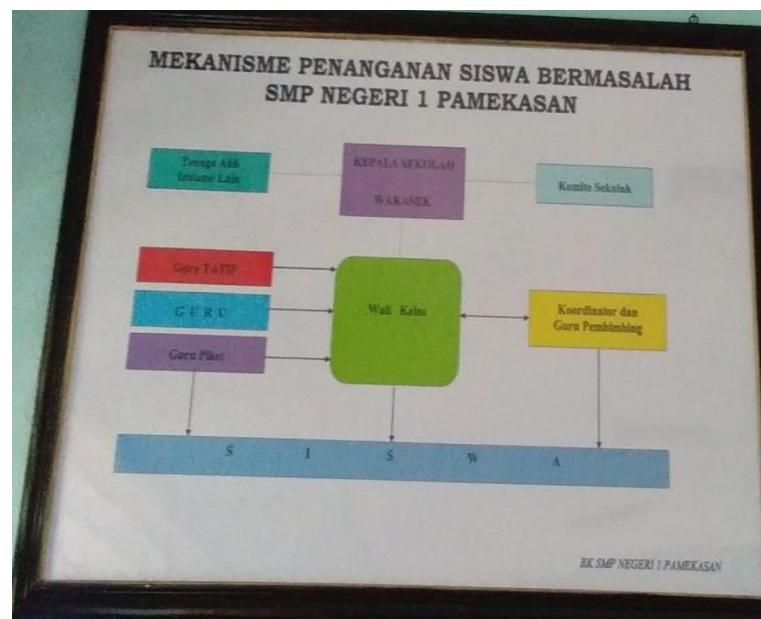 MEKANISME PENANGANAN SISWA BERMASALAH
SMP NEGERI 1 PAMEKASAN
Tenaga Ahli
Instansi Lain
KEPALA SEKOLAH
WAKASEK
Komite Sekolah
Guru TATIP
G U R U
Guru Piket
Wali Kelas
Koordinator dan
Guru Pembimbing
S I S W A
BK SMP NEGERI 1 PAMEKASAN